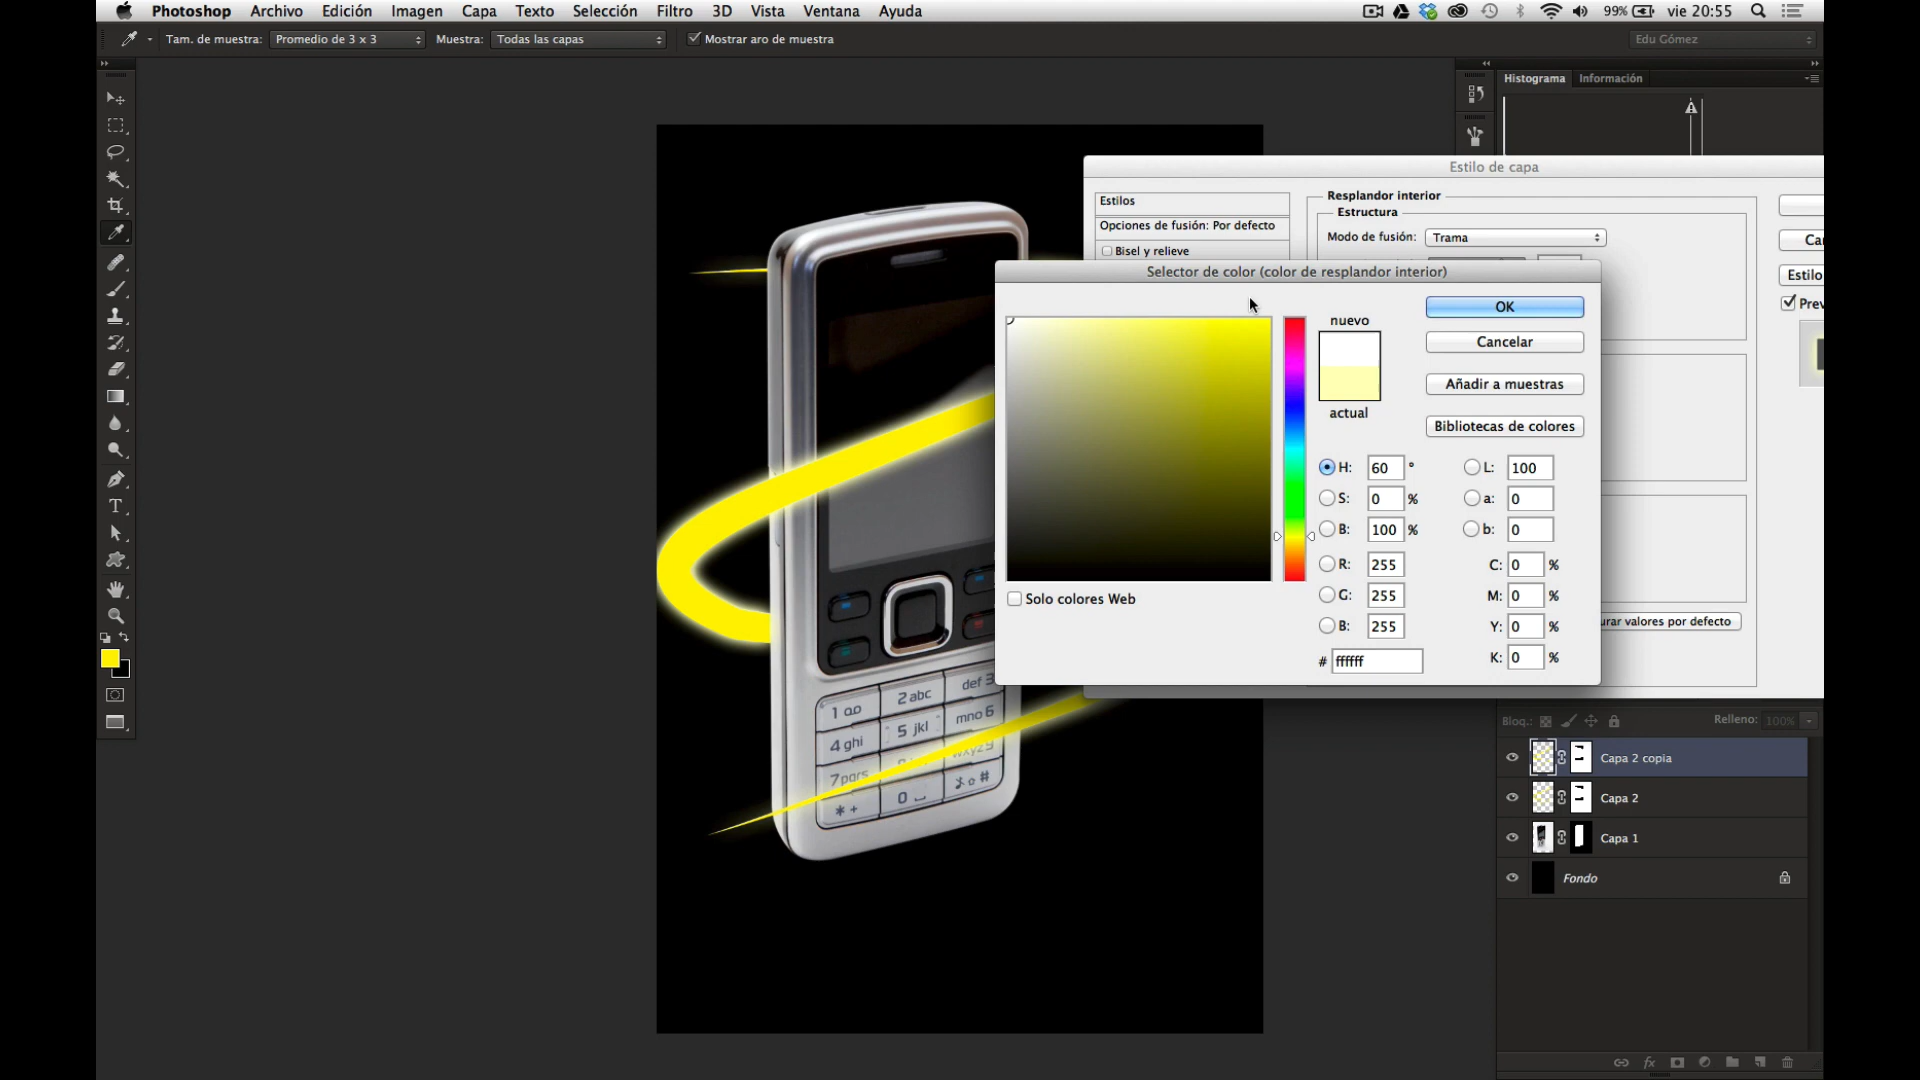 Photoshop Archivo Edición Imagen Capa Texto Selección Filtro 3D Vista Ventana Ayuda 99% vie 20:55
Tam. de muestra: Promedio de 3 x 3 Muestra: Todas las capas Mostrar aro de muestra Edu Gómez
Histograma Información
Estilo de capa
Estilos
Opciones de fusión: Por defecto
Bisel y relieve
Resplandor interior
Estructura
Modo de fusión: Trama
Estilo
Prev
Selector de color (color de resplandor interior)
nuevo
actual
OK
Cancelar
Añadir a muestras
Bibliotecas de colores
H: 60 ° L: 100
S: 0 % a: 0
B: 100 % b: 0
R: 255 C: 0 %
G: 255 M: 0 %
B: 255 Y: 0 %
# ffffff K: 0 %
Solo colores Web
urar valores por defecto
1
2 abc
def 3
4 ghi
5 jkl
mno 6
7 pqrs
wxyz 9
* +
0
#
Bloq.: Relleno: 100%
Capa 2 copia
Capa 2
Capa 1
Fondo
fx
T